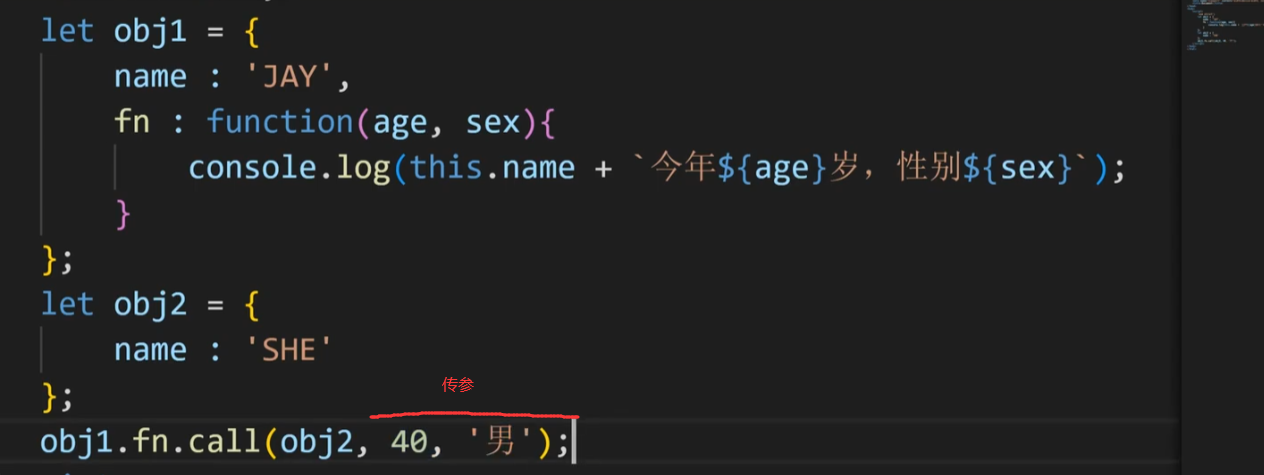 let obj1 = {
name : 'JAY',
fn : function(age, sex){
console.log(this.name + `今年${age}岁，性别${sex}`);
}
};
let obj2 = {
name : 'SHE'
};
传参
obj1.fn.call(obj2, 40, '男');